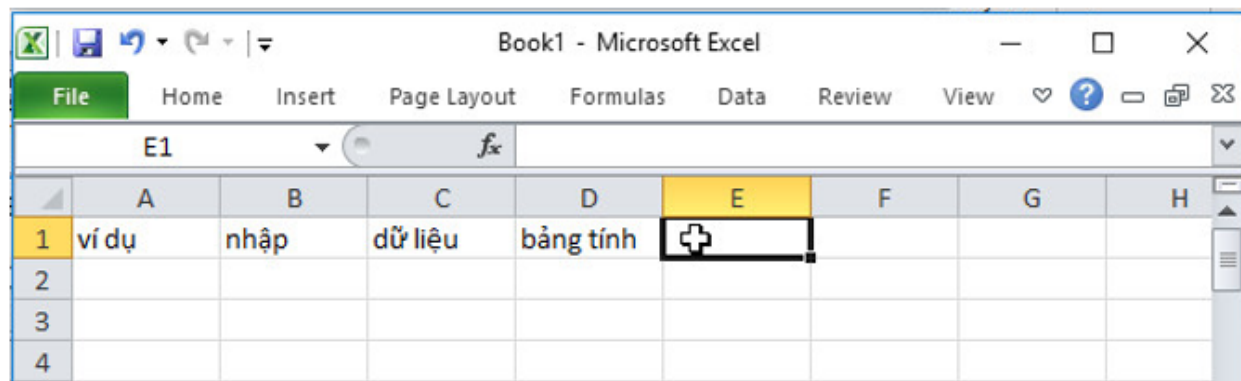 Book1 - Microsoft Excel
File Home Insert Page Layout Formulas Data Review View
E1 fx
A B C D E F G H
1 ví dụ nhập dữ liệu bảng tính
2
3
4